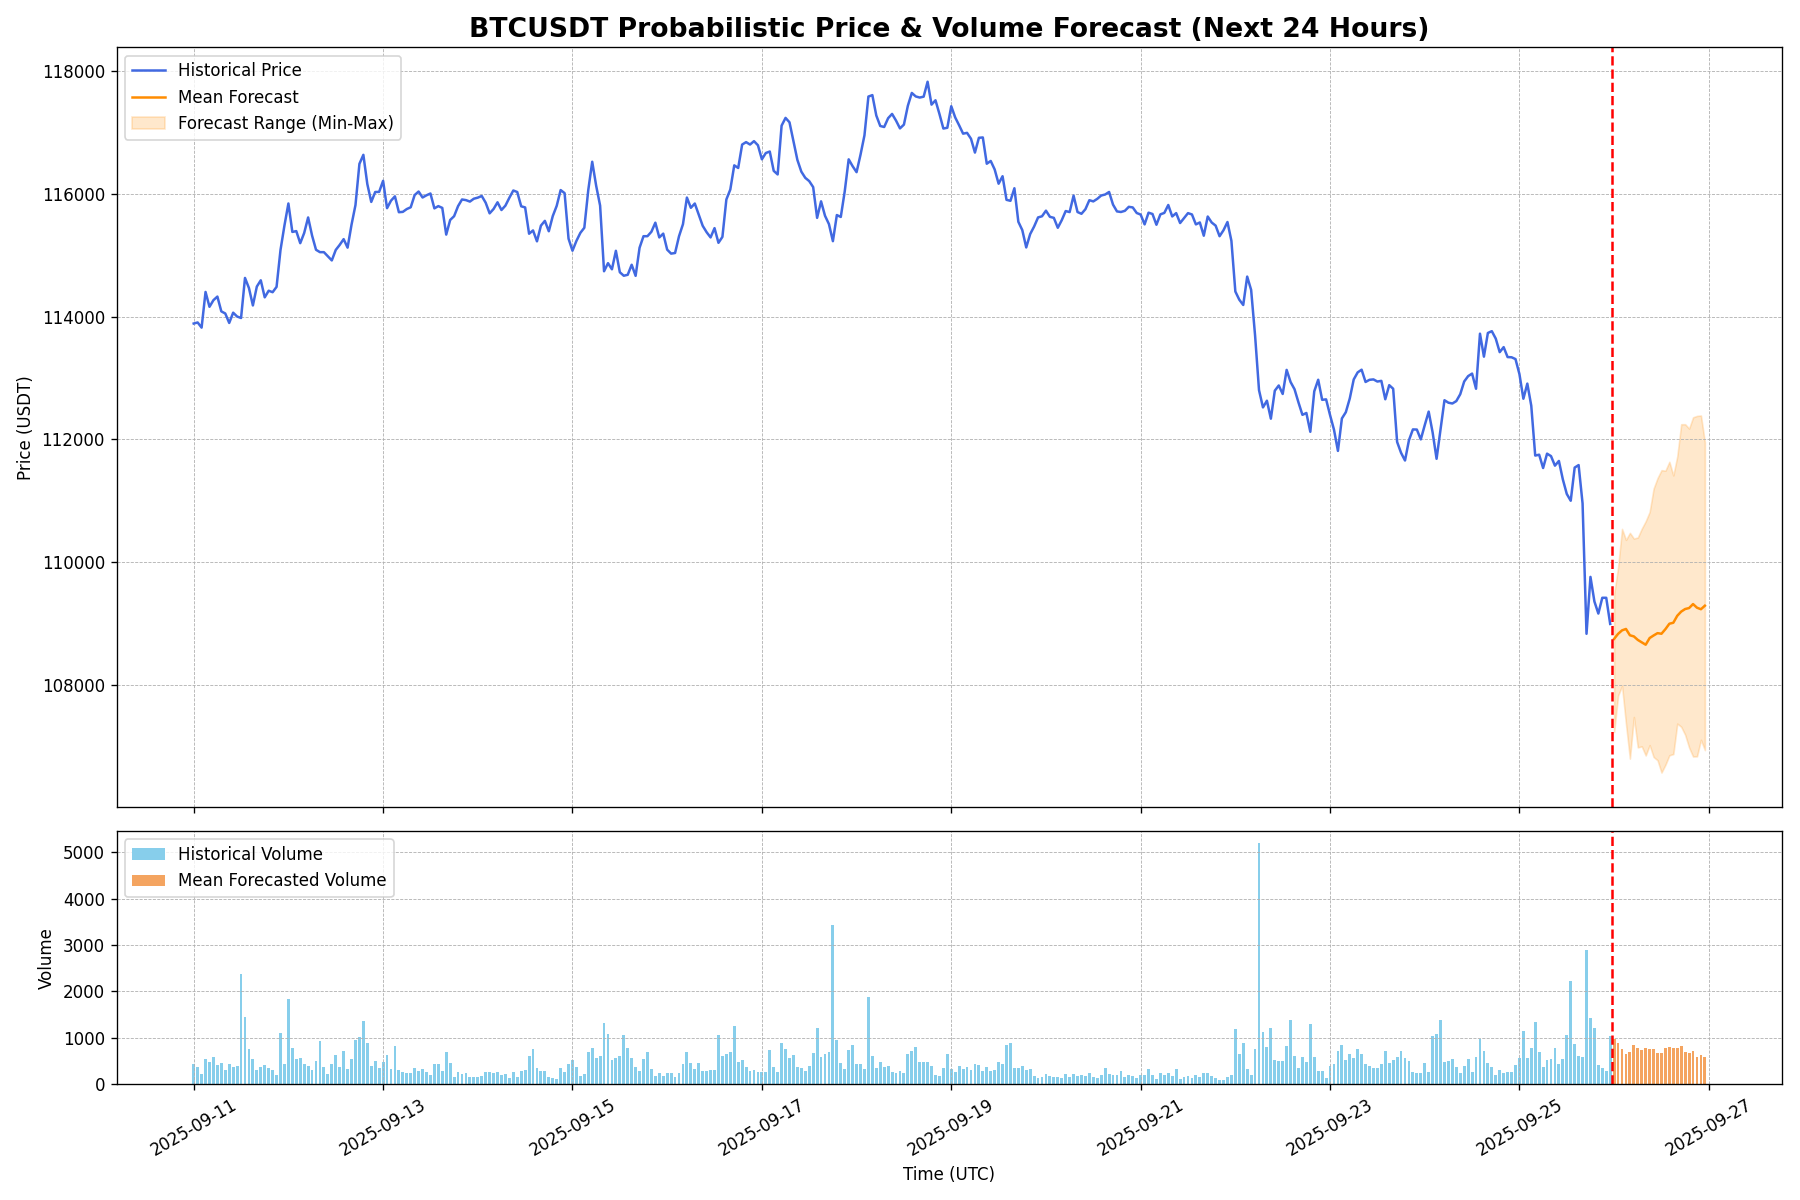 BTCUSDT Probabilistic Price & Volume Forecast (Next 24 Hours)
Historical Price
Mean Forecast
Forecast Range (Min-Max)
118000
116000
114000
112000
110000
108000
Price (USDT)
Historical Volume
Mean Forecasted Volume
5000
4000
3000
2000
1000
0
Volume
2025-09-11
2025-09-13
2025-09-15
2025-09-17
2025-09-19
2025-09-21
2025-09-23
2025-09-25
2025-09-27
Time (UTC)